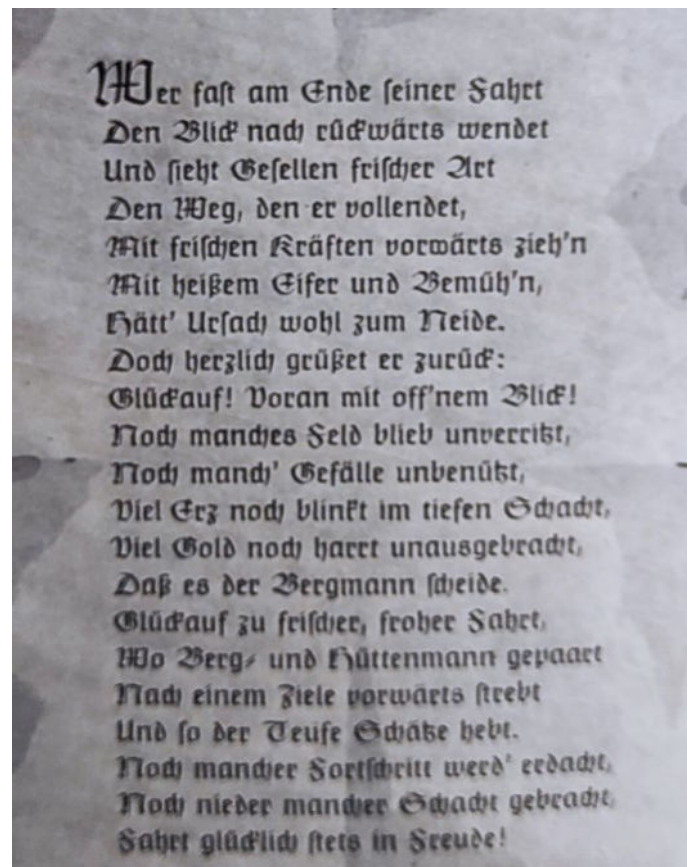 Wer fast am Ende seiner Fahrt
Den Blick nach rückwärts wendet
Und sieht Gesellen frischer Art
Den Weg, den er vollendet,
Mit frischen Kräften vorwärts zieh'n
Mit heißem Eifer und Bemüh'n,
Hätt' Ursach wohl zum Neide.
Doch herzlich grüßet er zurück:
Glückauf! Voran mit off'nem Blick!
Noch manches Feld blieb unverritzt,
Noch manch' Gefälle unbenützt,
Viel Erz noch blinkt im tiefen Schacht,
Viel Gold noch harrt unausgebracht,
Daß es der Bergmann scheide.
Glückauf zu frischer, froher Fahrt,
Wo Berg- und Hüttenmann gepaart
Nach einem Ziele vorwärts strebt
Und so der Teufe Schätze hebt.
Noch mancher Fortschritt werd' erdacht,
Noch nieder mancher Schacht gebracht,
Fahrt glücklich stets in Freude!